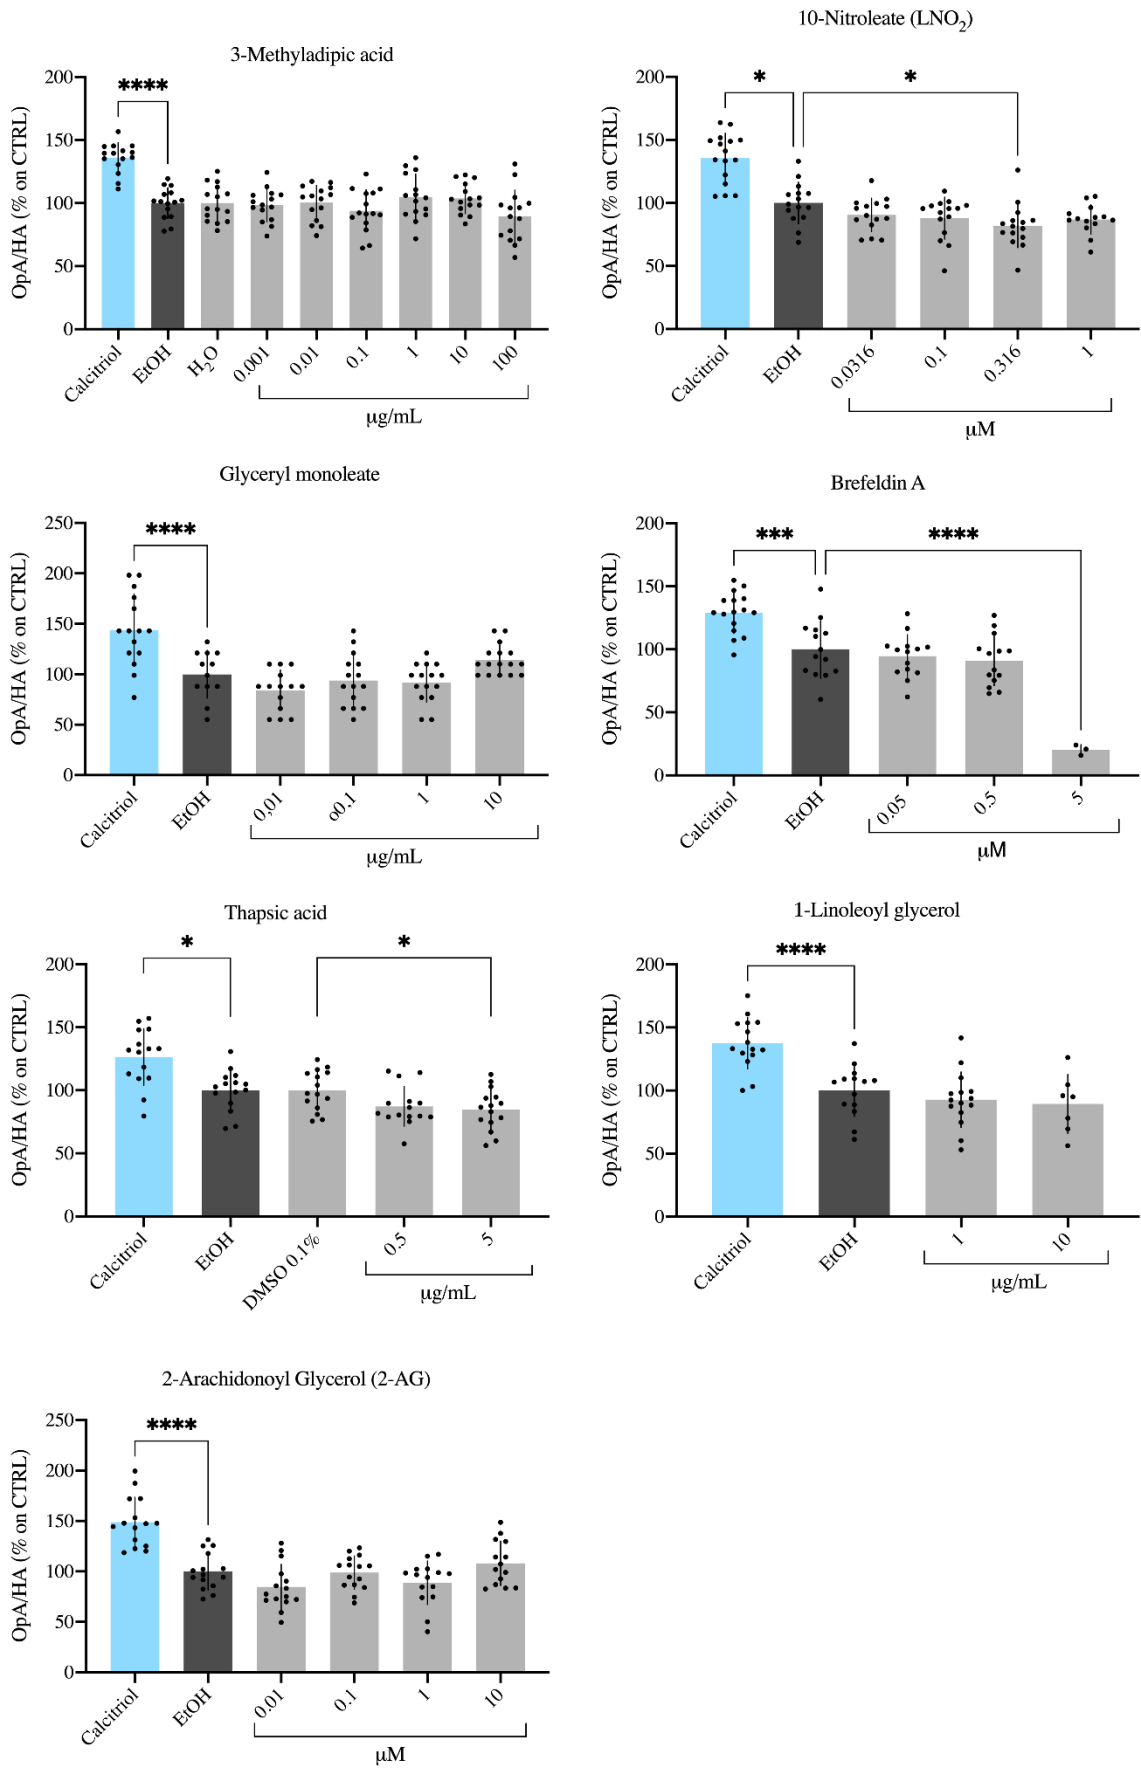 3-Methyladipic acid
OpA/HA (% on CTRL)
200
150
100
50
0
****
Calcitriol
EtOH
H2O
0.001
0.01
0.1
1
10
100
μg/mL
10-Nitroleate (LNO2)
OpA/HA (% on CTRL)
200
150
100
50
0
*
*
Calcitriol
EtOH
0.0316
0.1
0.316
1
μM
Glyceryl monoleate
OpA/HA (% on CTRL)
250
200
150
100
50
0
****
Calcitriol
EtOH
0,01
o0.1
1
10
μg/mL
Brefeldin A
OpA/HA (% on CTRL)
200
150
100
50
0
***
****
Calcitriol
EtOH
0.05
0.5
5
μM
Thapsic acid
OpA/HA (% on CTRL)
200
150
100
50
0
*
*
Calcitriol
EtOH
DMSO 0.1%
0.5
5
μg/mL
1-Linoleoyl glycerol
OpA/HA (% on CTRL)
200
150
100
50
0
****
Calcitriol
EtOH
1
10
μg/mL
2-Arachidonoyl Glycerol (2-AG)
OpA/HA (% on CTRL)
250
200
150
100
50
0
****
Calcitriol
EtOH
0.01
0.1
1
10
μM